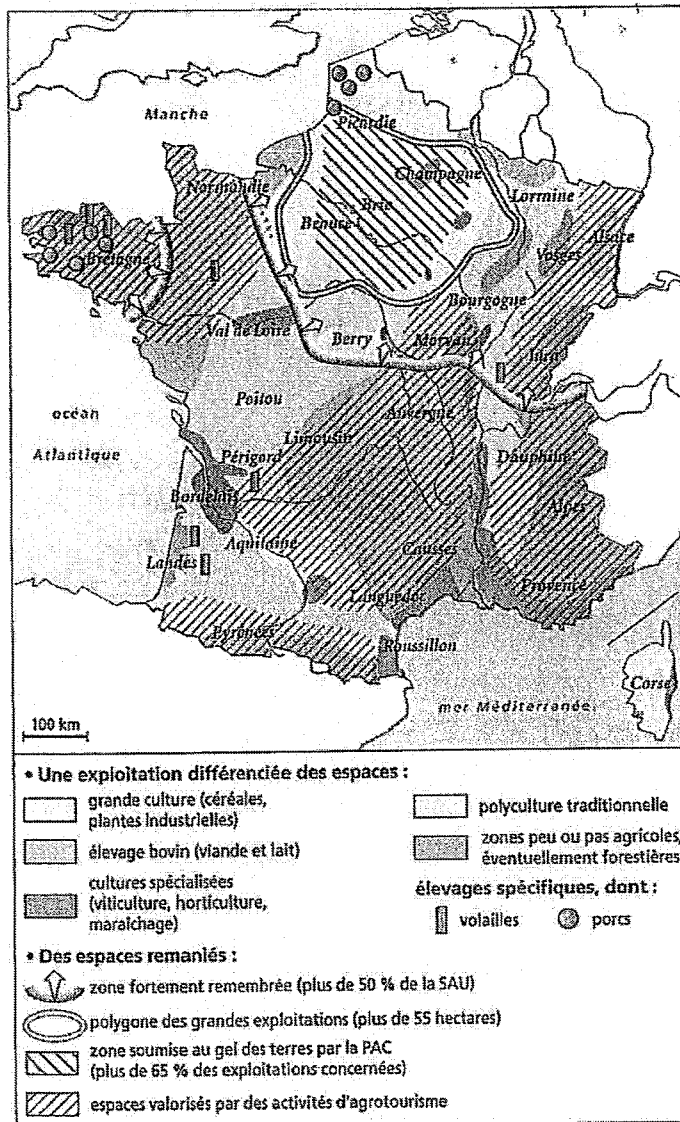 Manche
Picardie
Normandie
Champagne
Lorraine
Brie
Beauce
Alsace
Vosges
Bretagne
Bourgogne
Val de Loire
Berry
Morvan
Jura
Poitou
océan
Atlantique
Limousin
Auvergne
Périgord
Dauphiné
Bordelais
Alpes
Aquitaine
Causses
Landes
Languedoc
Provence
Pyrénées
Roussillon
Corse
mer Méditerranée
100 km
• Une exploitation différenciée des espaces :
grande culture (céréales,
plantes industrielles)
élevage bovin (viande et lait)
cultures spécialisées
(viticulture, horticulture,
maraîchage)
polyculture traditionnelle
zones peu ou pas agricoles,
éventuellement forestières
élevages spécifiques, dont :
volailles
porcs
• Des espaces remaniés :
zone fortement remembrée (plus de 50 % de la SAU)
polygone des grandes exploitations (plus de 55 hectares)
zone soumise au gel des terres par la PAC
(plus de 65 % des exploitations concernées)
espaces valorisés par des activités d'agrotourisme